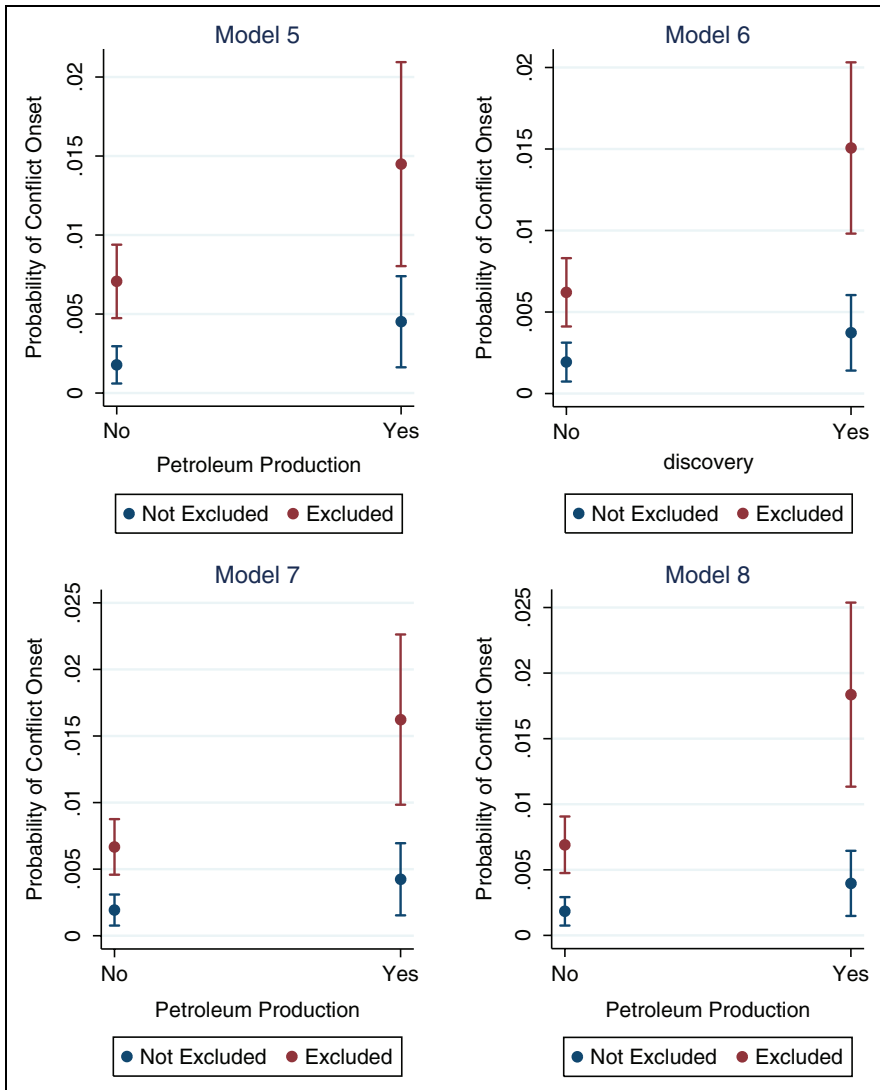 Model 5
Probability of Conflict Onset
.02
.015
.01
.005
0
No
Yes
Petroleum Production
Not Excluded
Excluded
Model 6
Probability of Conflict Onset
.02
.015
.01
.005
0
No
Yes
discovery
Not Excluded
Excluded
Model 7
Probability of Conflict Onset
.025
.02
.015
.01
.005
0
No
Yes
Petroleum Production
Not Excluded
Excluded
Model 8
Probability of Conflict Onset
.025
.02
.015
.01
.005
0
No
Yes
Petroleum Production
Not Excluded
Excluded